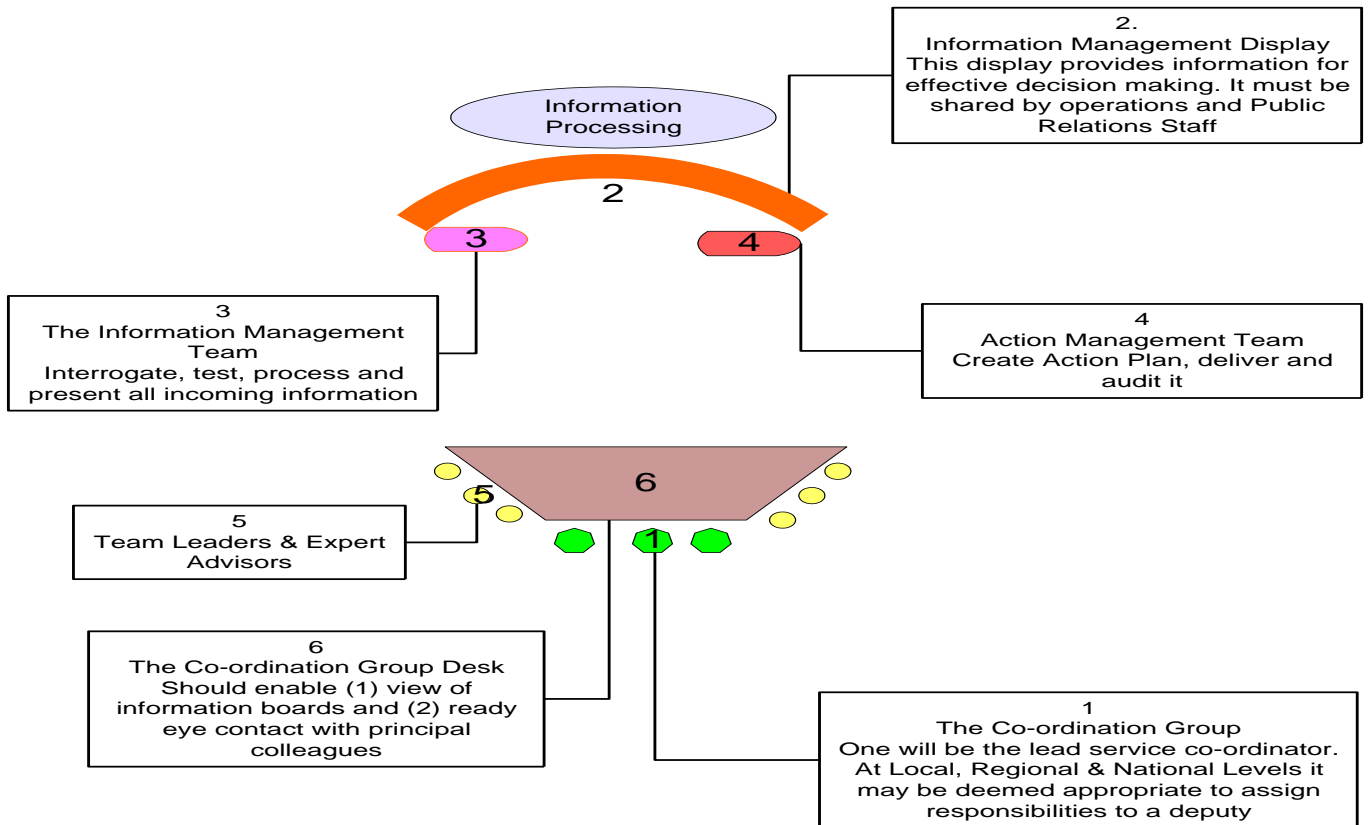 2.
Information Management Display
This display provides information for
effective decision making. It must be
shared by operations and Public
Relations Staff
Information
Processing
2
3
4
3
The Information Management
Team
Interrogate, test, process and
present all incoming information
4
Action Management Team
Create Action Plan, deliver and
audit it
6
5
1
5
Team Leaders & Expert
Advisors
6
The Co-ordination Group Desk
Should enable (1) view of
information boards and (2) ready
eye contact with principal
colleagues
1
The Co-ordination Group
One will be the lead service co-ordinator.
At Local, Regional & National Levels it
may be deemed appropriate to assign
responsibilities to a deputy